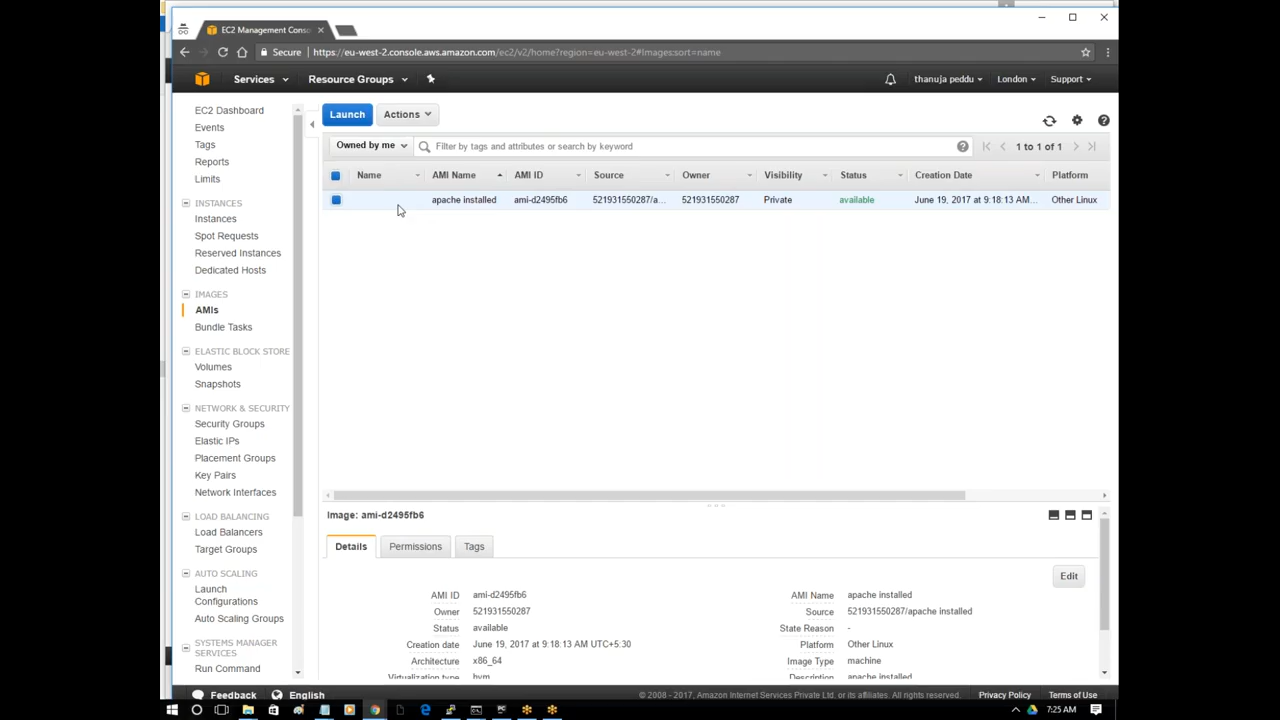 EC2 Management Conso
Secure https://eu-west-2.console.aws.amazon.com/ec2/v2/home?region=eu-west-2#Images:sort=name
Services Resource Groups thanuja peddu London Support
EC2 Dashboard
Events
Tags
Reports
Limits
INSTANCES
Instances
Spot Requests
Reserved Instances
Dedicated Hosts
IMAGES
AMIs
Bundle Tasks
ELASTIC BLOCK STORE
Volumes
Snapshots
NETWORK & SECURITY
Security Groups
Elastic IPs
Placement Groups
Key Pairs
Network Interfaces
LOAD BALANCING
Load Balancers
Target Groups
AUTO SCALING
Launch
Configurations
Auto Scaling Groups
SYSTEMS MANAGER
SERVICES
Run Command
Launch Actions
Owned by me Filter by tags and attributes or search by keyword 1 to 1 of 1
Name AMI Name AMI ID Source Owner Visibility Status Creation Date Platform
apache installed ami-d2495fb6 521931550287/a... 521931550287 Private available June 19, 2017 at 9:18:13 AM... Other Linux
Image: ami-d2495fb6
Details Permissions Tags
Edit
AMI ID ami-d2495fb6 AMI Name apache installed
Owner 521931550287 Source 521931550287/apache installed
Status available State Reason -
Creation date June 19, 2017 at 9:18:13 AM UTC+5:30 Platform Other Linux
Architecture x86_64 Image Type machine
Virtualization type hvm Description apache installed
Feedback English © 2008 - 2017, Amazon Internet Services Private Ltd. or its affiliates. All rights reserved. Privacy Policy Terms of Use
7:25 AM